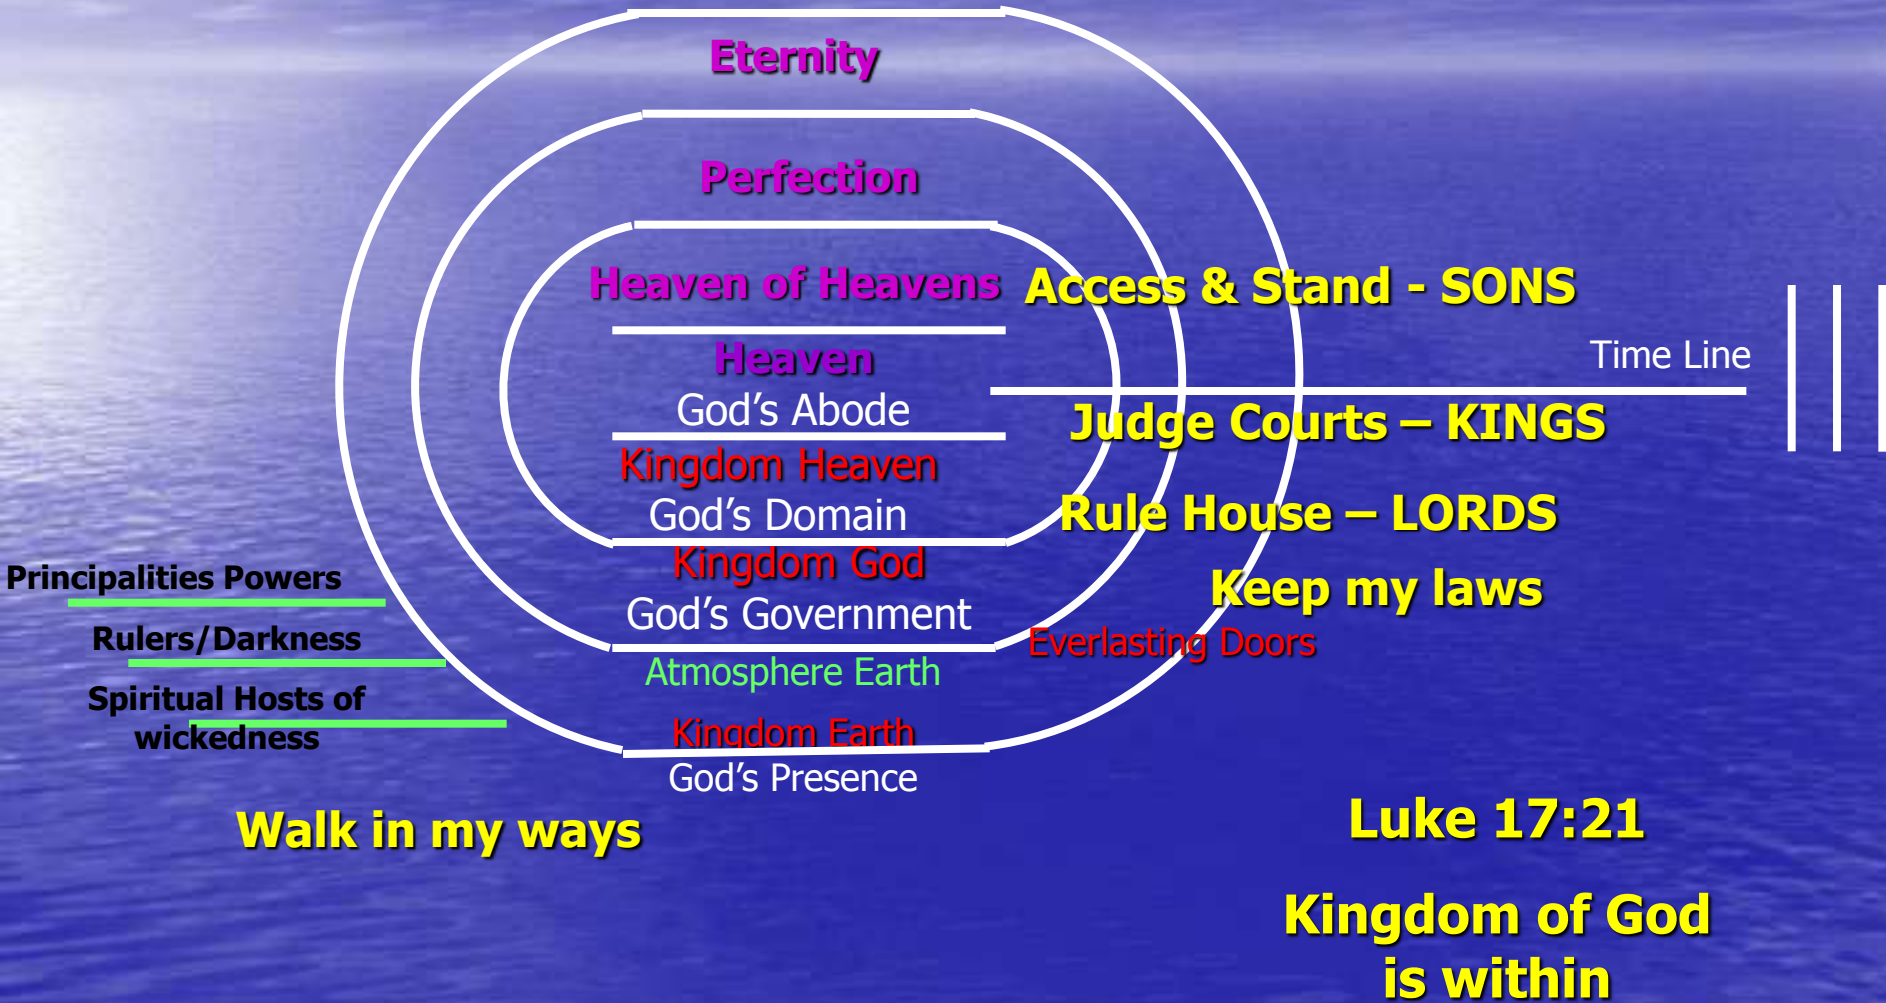 Eternity
Perfection
Heaven of Heavens
Access & Stand - SONS
Time Line
Heaven
God’s Abode
Judge Courts – KINGS
Kingdom Heaven
God’s Domain
Rule House – LORDS
Kingdom God
God’s Government
Keep my laws
Everlasting Doors
Principalities Powers
Rulers/Darkness
Spiritual Hosts of
wickedness
Atmosphere Earth
Kingdom Earth
God’s Presence
Walk in my ways
Luke 17:21
Kingdom of God
is within